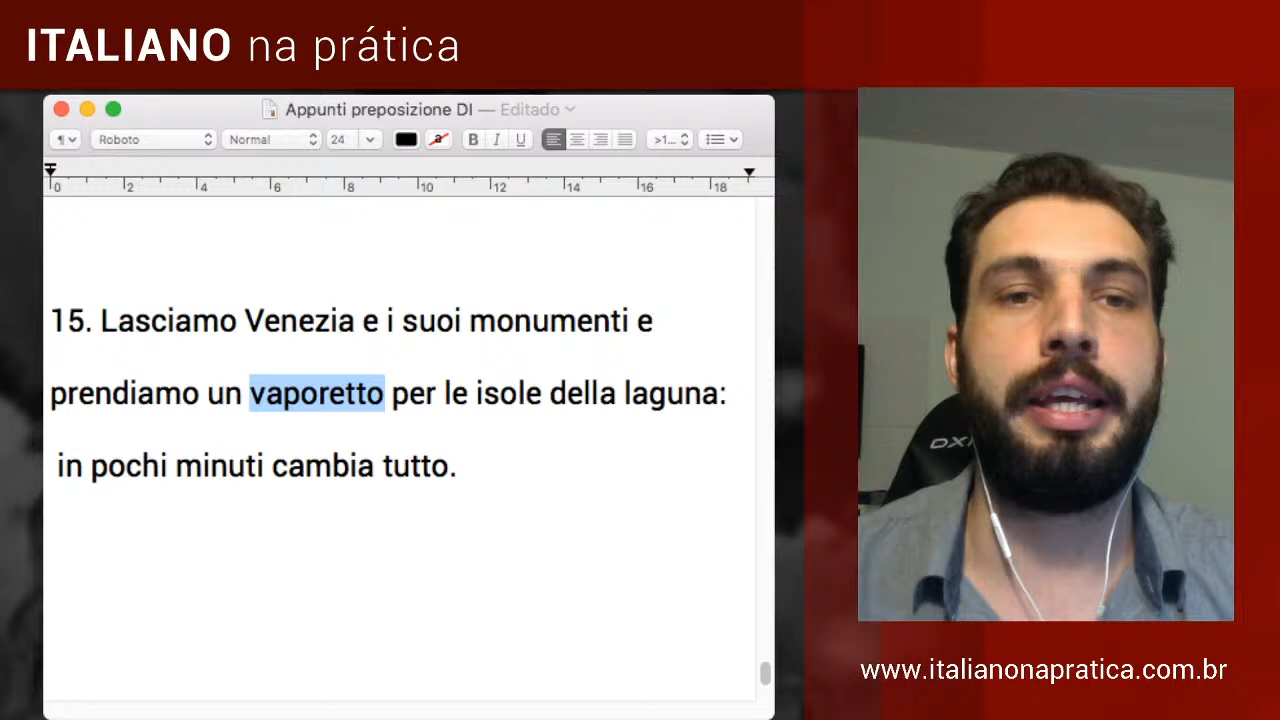 ITALIANO na prática
Appunti preposizione DI — Editado
Roboto Normal 24 B I U >1...
0 2 4 6 8 10 12 14 16 18
15. Lasciamo Venezia e i suoi monumenti e
prendiamo un vaporetto per le isole della laguna:
in pochi minuti cambia tutto.
www.italianonapratica.com.br